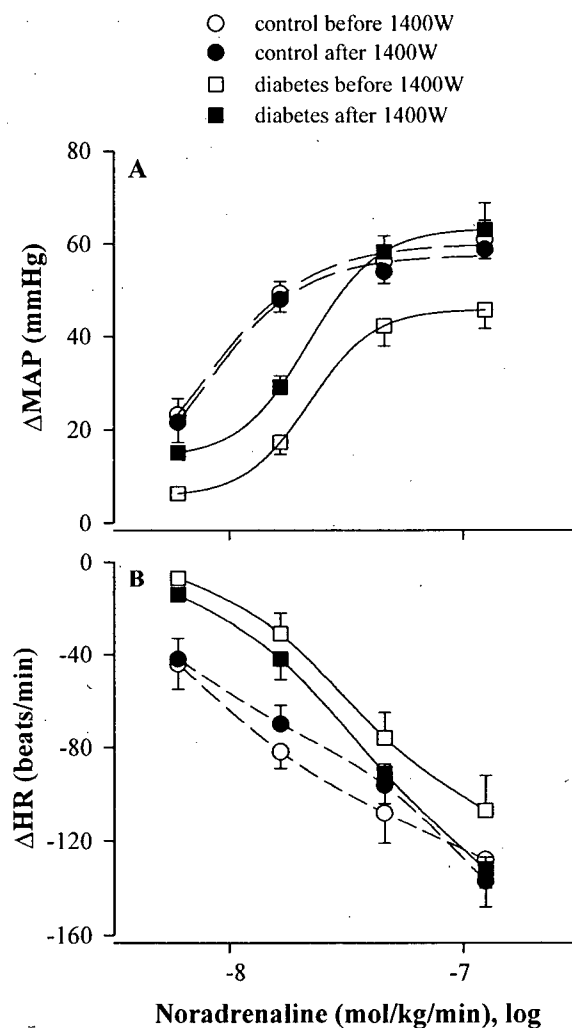 control before 1400W
control after 1400W
diabetes before 1400W
diabetes after 1400W
A
80
60
40
20
0
ΔMAP (mmHg)
B
0
-40
-80
-120
-160
ΔHR (beats/min)
-8
-7
Noradrenaline (mol/kg/min), log